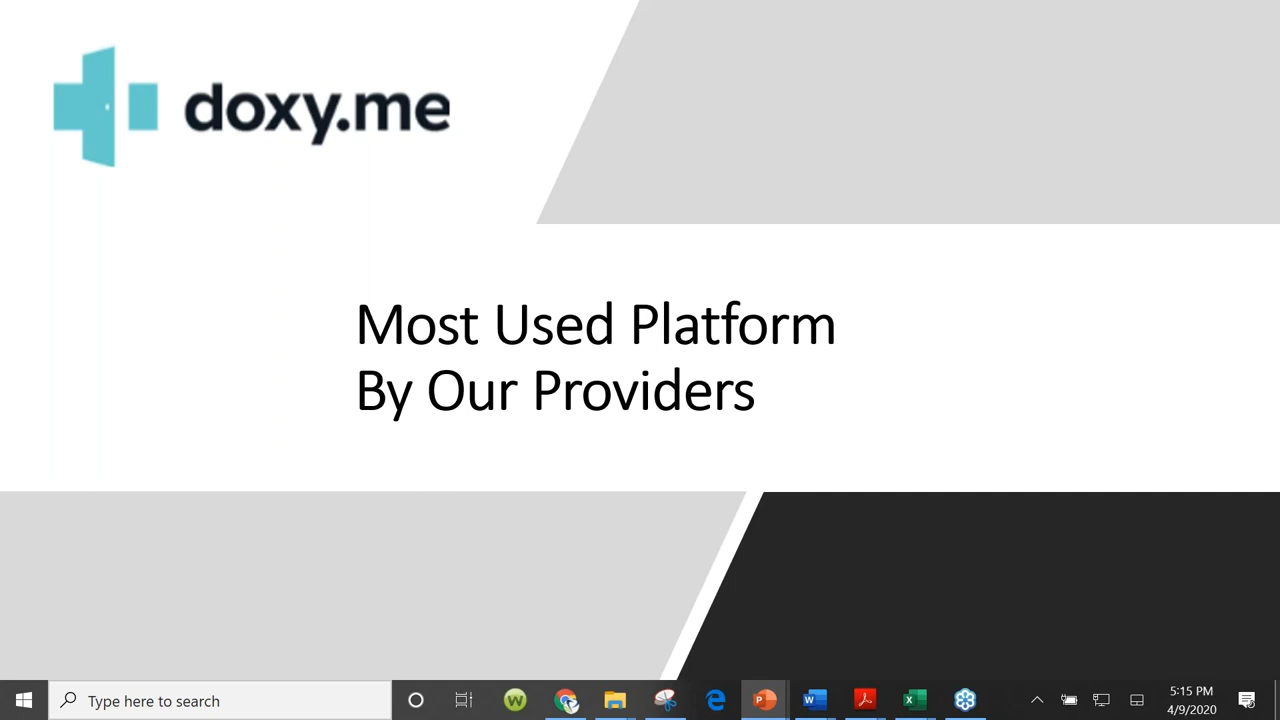 doxy.me
Most Used Platform
By Our Providers
Type here to search
5:15 PM
4/9/2020